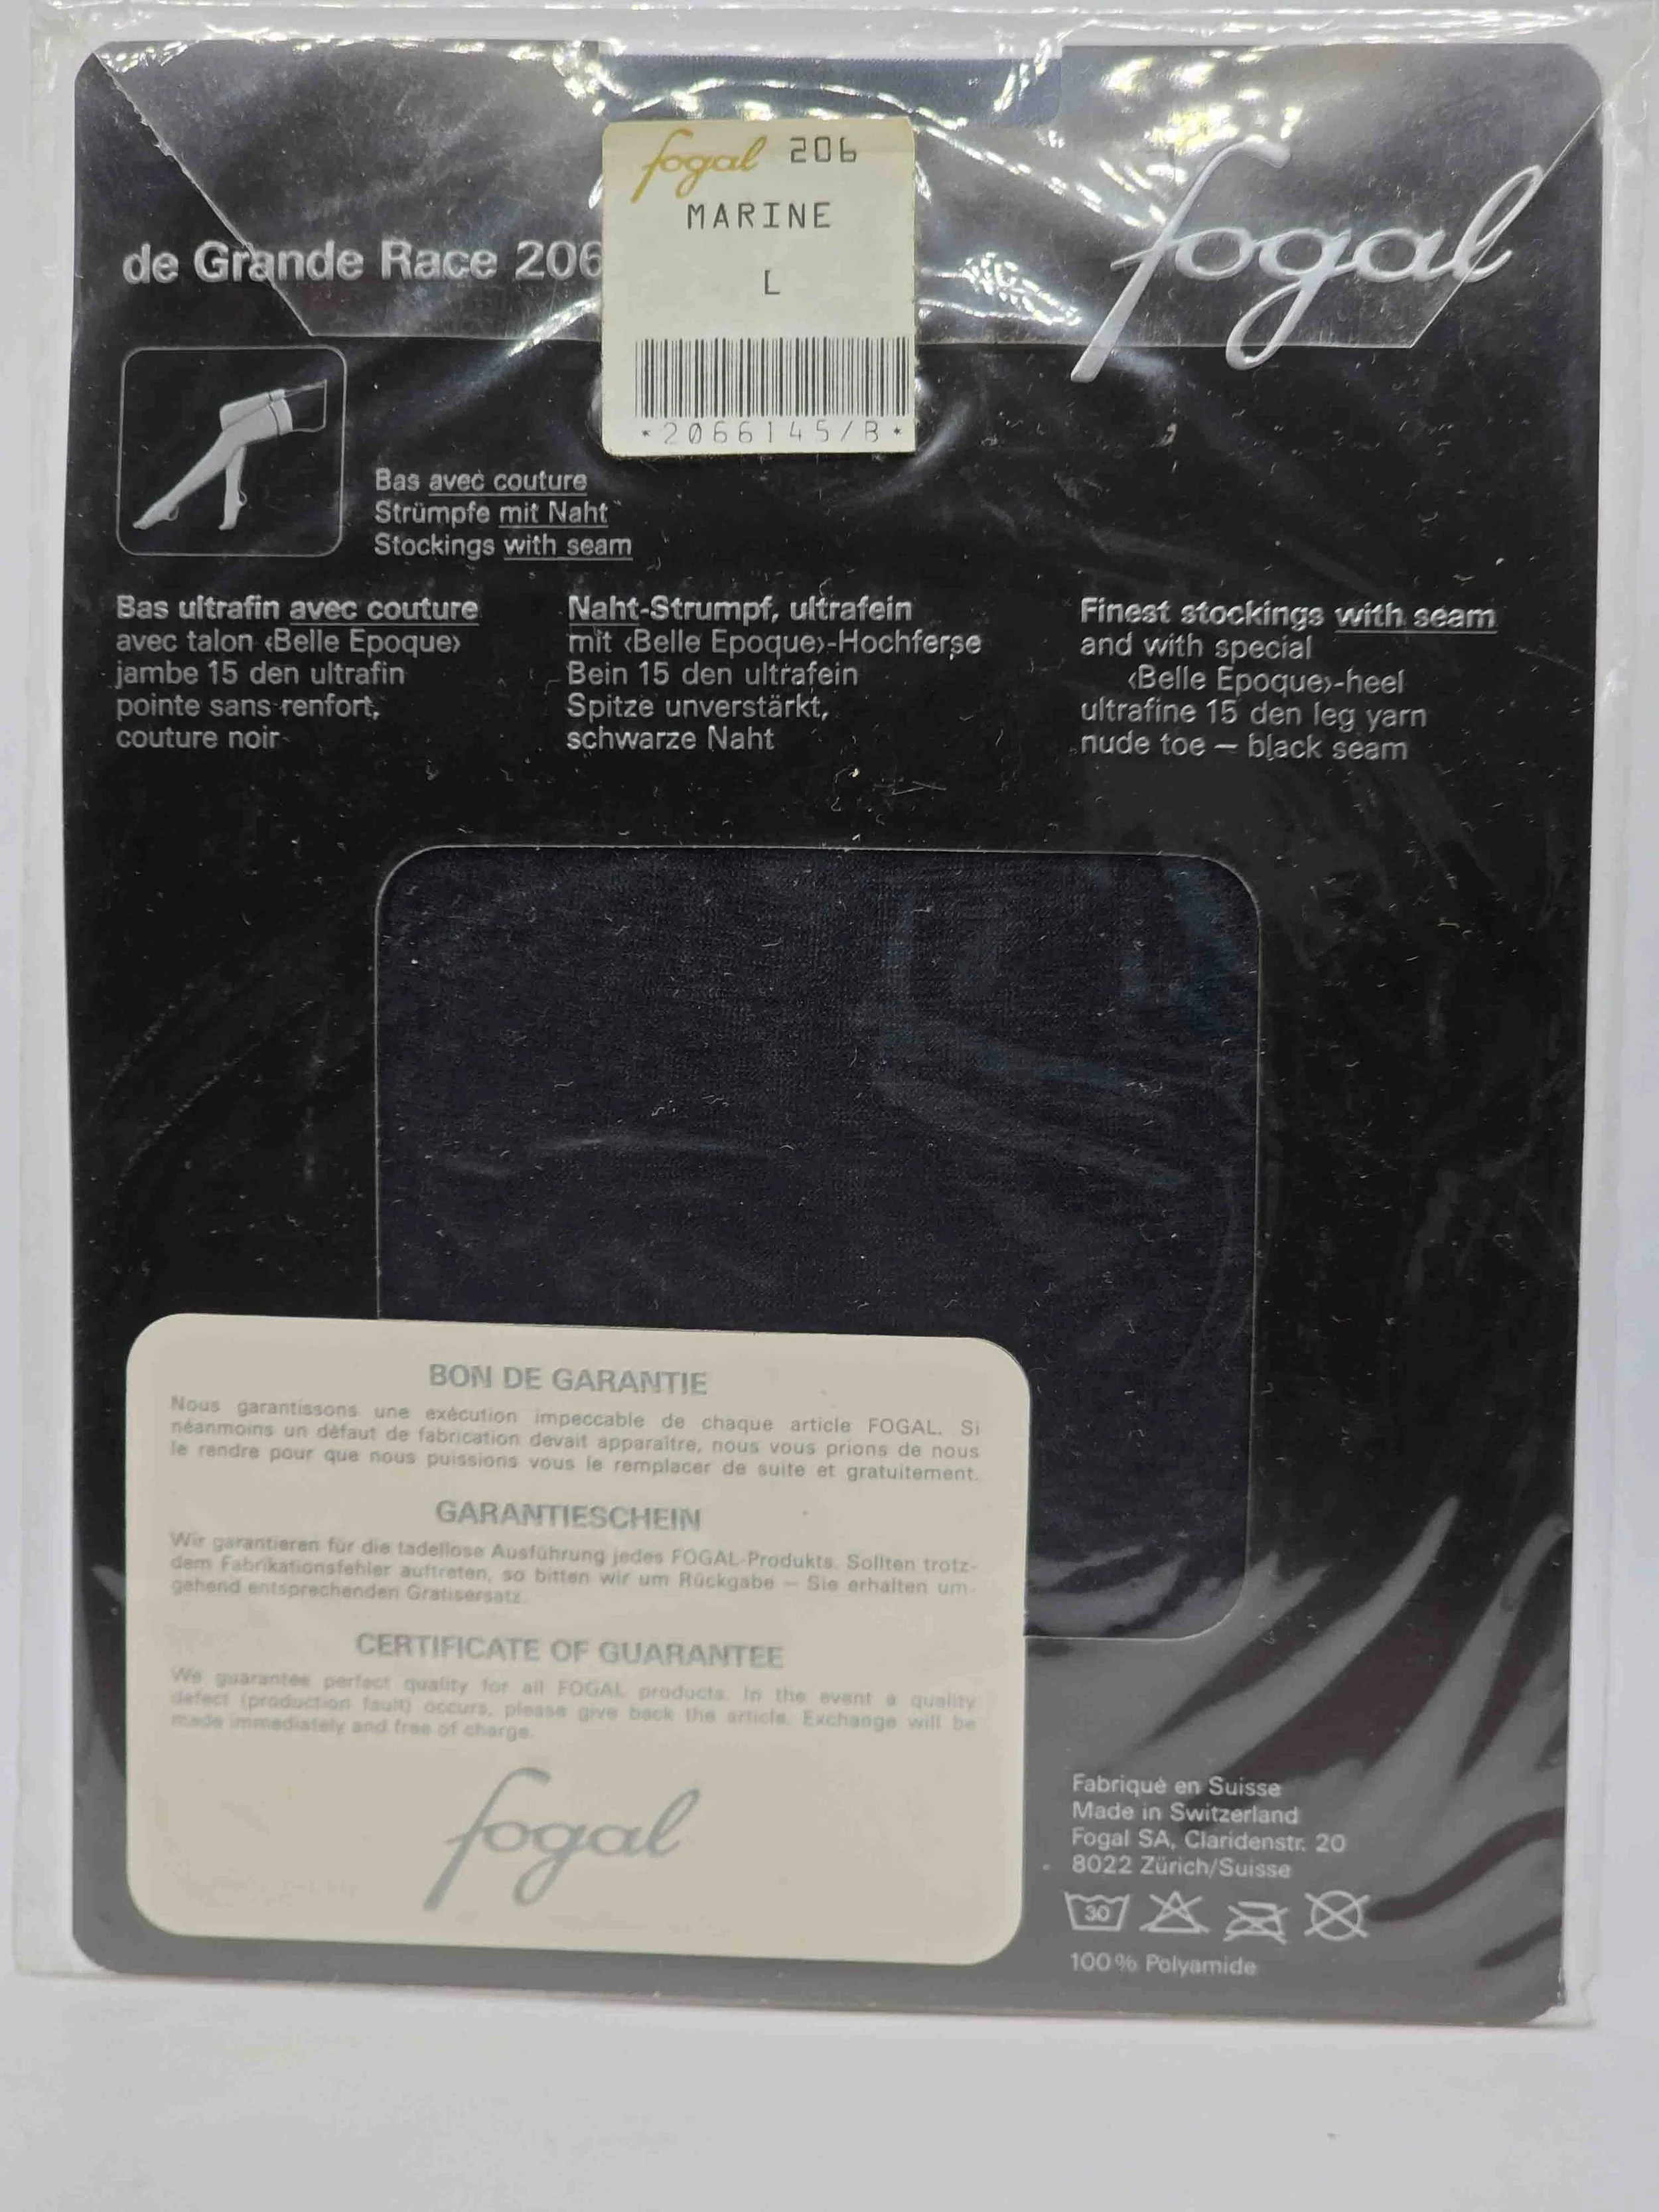 fogal 206
MARINE
L
*2066145/B*
de Grande Race 206
fogal
Bas avec couture
Strümpfe mit Naht
Stockings with seam
Bas ultrafin avec couture
avec talon ‹Belle Epoque›
jambe 15 den ultrafin
pointe sans renfort,
couture noir
Naht-Strumpf, ultrafein
mit ‹Belle Epoque›-Hochferse
Bein 15 den ultrafein
Spitze unverstärkt,
schwarze Naht
Finest stockings with seam
and with special
‹Belle Epoque›-heel
ultrafine 15 den leg yarn
nude toe – black seam
BON DE GARANTIE
Nous garantissons une exécution impeccable de chaque article FOGAL. Si
néanmoins un défaut de fabrication devait apparaître, nous vous prions de nous
le rendre pour que nous puissions vous le remplacer de suite et gratuitement.
GARANTIESCHEIN
Wir garantieren für die tadellose Ausführung jedes FOGAL-Produkts. Sollten trotz-
dem Fabrikationsfehler auftreten, so bitten wir um Rückgabe – Sie erhalten um-
gehend entsprechenden Gratisersatz.
CERTIFICATE OF GUARANTEE
We guarantee perfect quality for all FOGAL products. In the event a quality
defect (production fault) occurs, please give back the article. Exchange will be
made immediately and free of charge.
fogal
Fabriqué en Suisse
Made in Switzerland
Fogal SA, Claridenstr. 20
8022 Zürich/Suisse
30
100% Polyamide